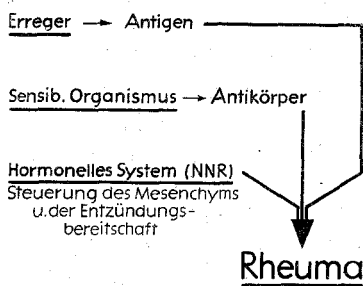 Erreger → Antigen
Sensib. Organismus → Antikörper
Hormonelles System (NNR)
Steuerung des Mesenchyms
u. der Entzündungs-
bereitschaft
Rheuma